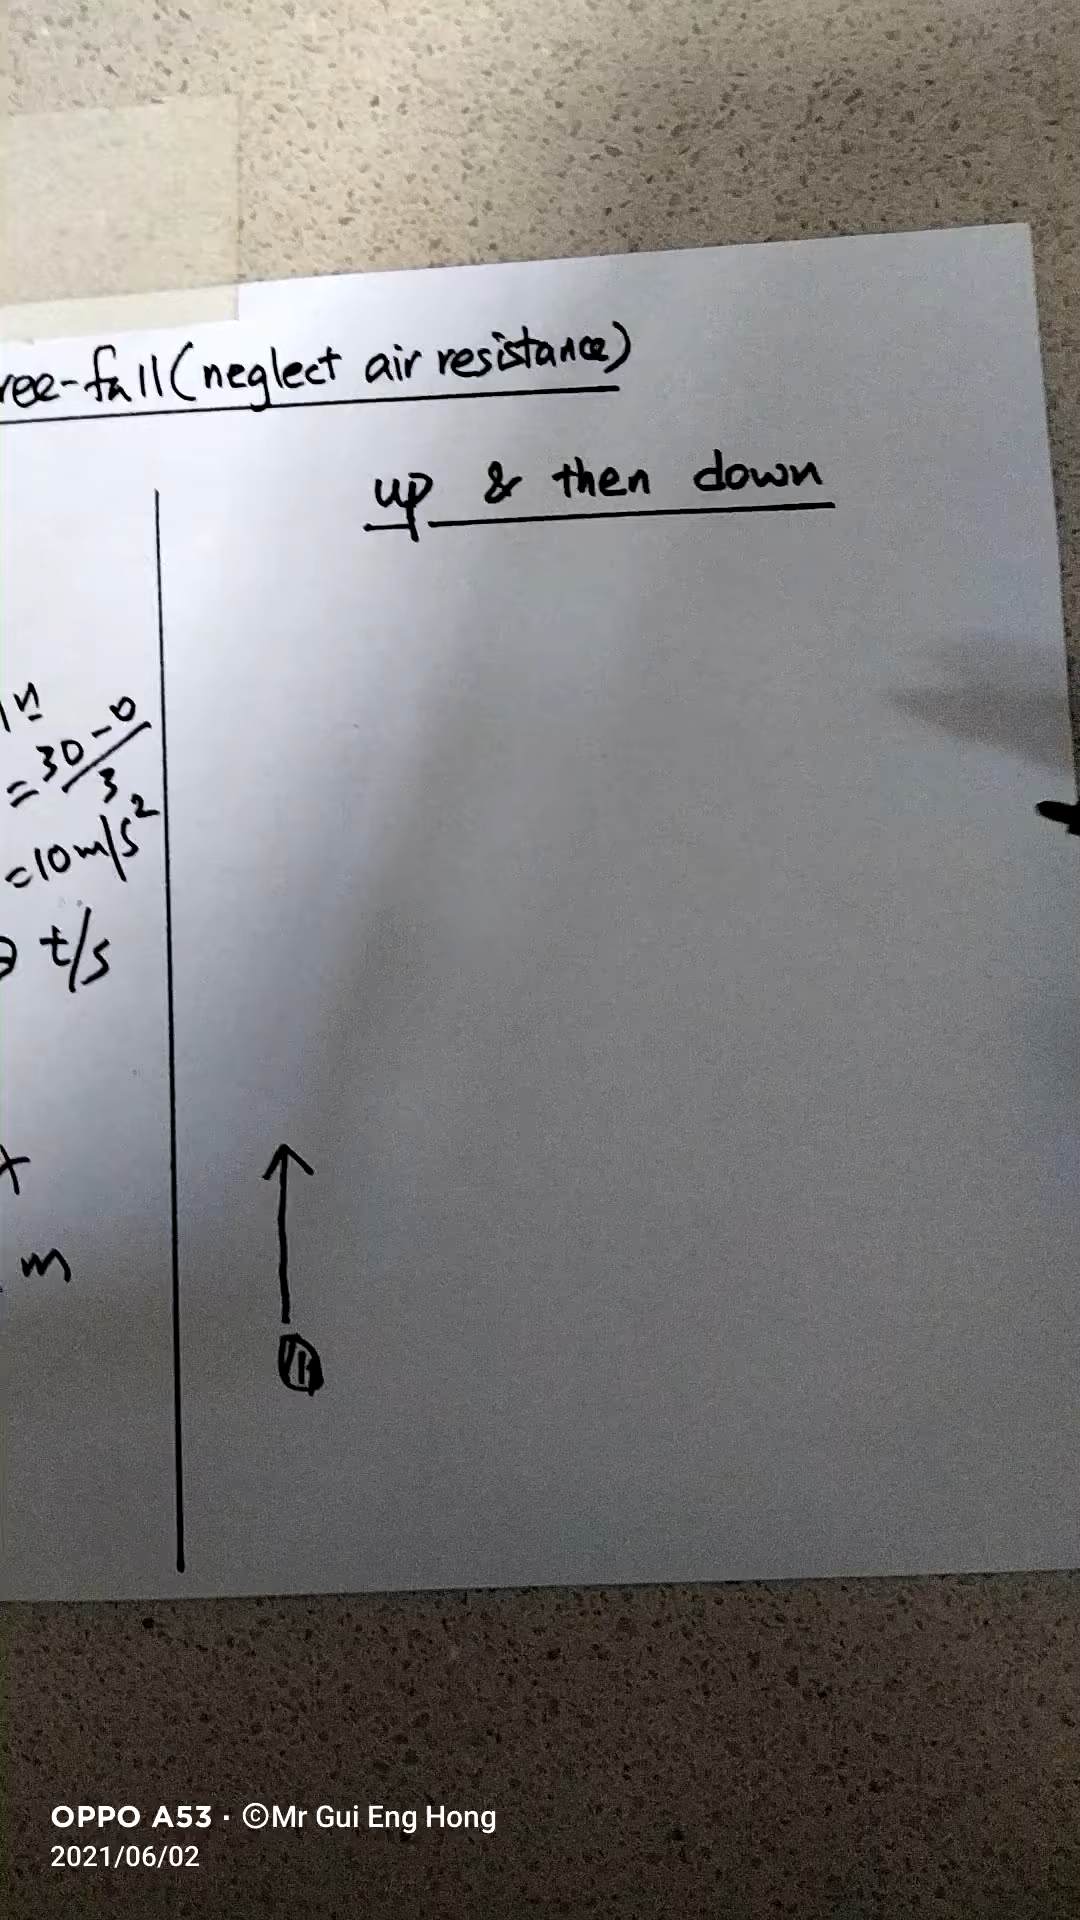 ree-fall (neglect air resistance)
up & then down
= 30 - 0 / 3
= 10 m/s²
t/s
m
OPPO A53 · ©Mr Gui Eng Hong
2021/06/02